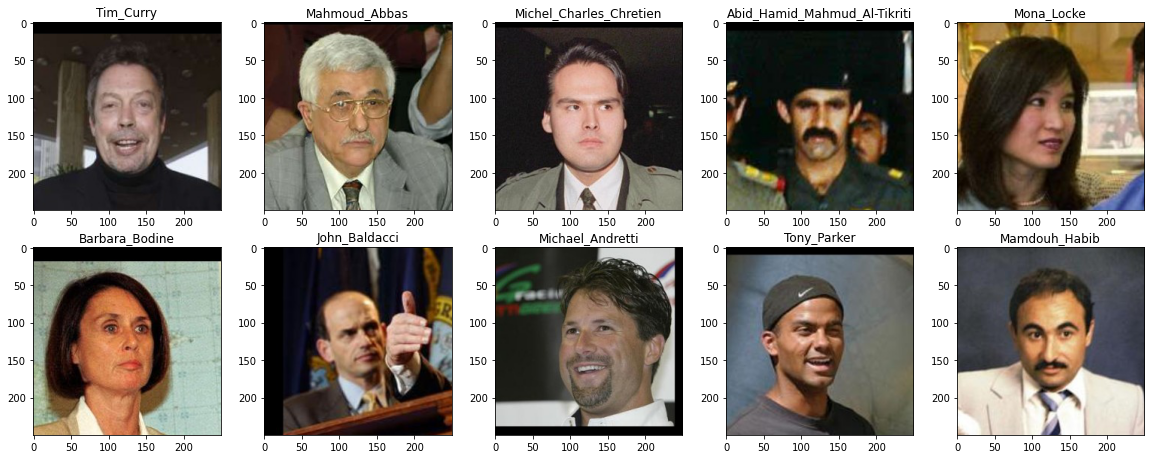 Tim_Curry Mahmoud_Abbas Michel_Charles_Chretien Abid_Hamid_Mahmud_Al-Tikriti Mona_Locke
0 0 0 0 0
50 50 50 50 50
100 100 100 100 100
150 150 150 150 150
200 200 200 200 200
0 50 100 150 200 0 50 100 150 200 0 50 100 150 200 0 50 100 150 200 0 50 100 150 200
Barbara_Bodine John_Baldacci Michael_Andretti Tony_Parker Mamdouh_Habib
0 0 0 0 0
50 50 50 50 50
100 100 100 100 100
150 150 150 150 150
200 200 200 200 200
0 50 100 150 200 0 50 100 150 200 0 50 100 150 200 0 50 100 150 200 0 50 100 150 200